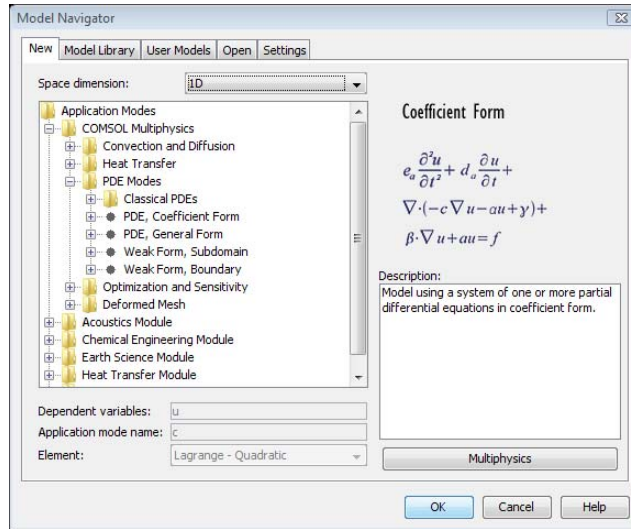 Model Navigator
New Model Library User Models Open Settings
Space dimension: 1D
Application Modes
COMSOL Multiphysics
Convection and Diffusion
Heat Transfer
PDE Modes
Classical PDEs
PDE, Coefficient Form
PDE, General Form
Weak Form, Subdomain
Weak Form, Boundary
Optimization and Sensitivity
Deformed Mesh
Acoustics Module
Chemical Engineering Module
Earth Science Module
Heat Transfer Module
Dependent variables: u
Application mode name: c
Element: Lagrange - Quadratic
Coefficient Form
e_a ∂²u/∂t² + d_a ∂u/∂t +
∇·(-c∇u-αu+γ)+
β·∇u+au=f
Description:
Model using a system of one or more partial
differential equations in coefficient form.
Multiphysics
OK Cancel Help